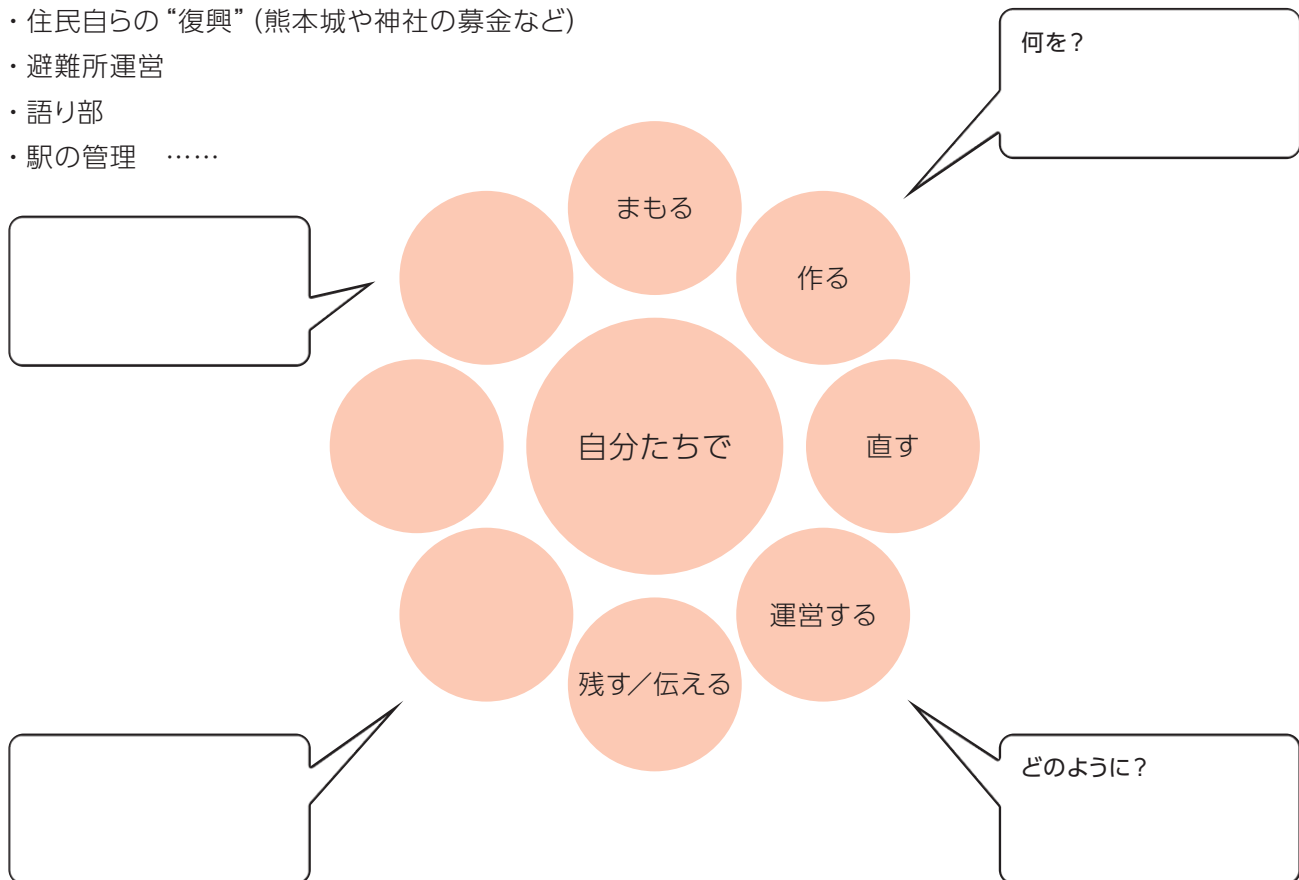 ・住民自らの“復興”（熊本城や神社の募金など）
・避難所運営
・語り部
・駅の管理　……
何を？
まもる
作る
自分たちで
直す
運営する
残す／伝える
どのように？